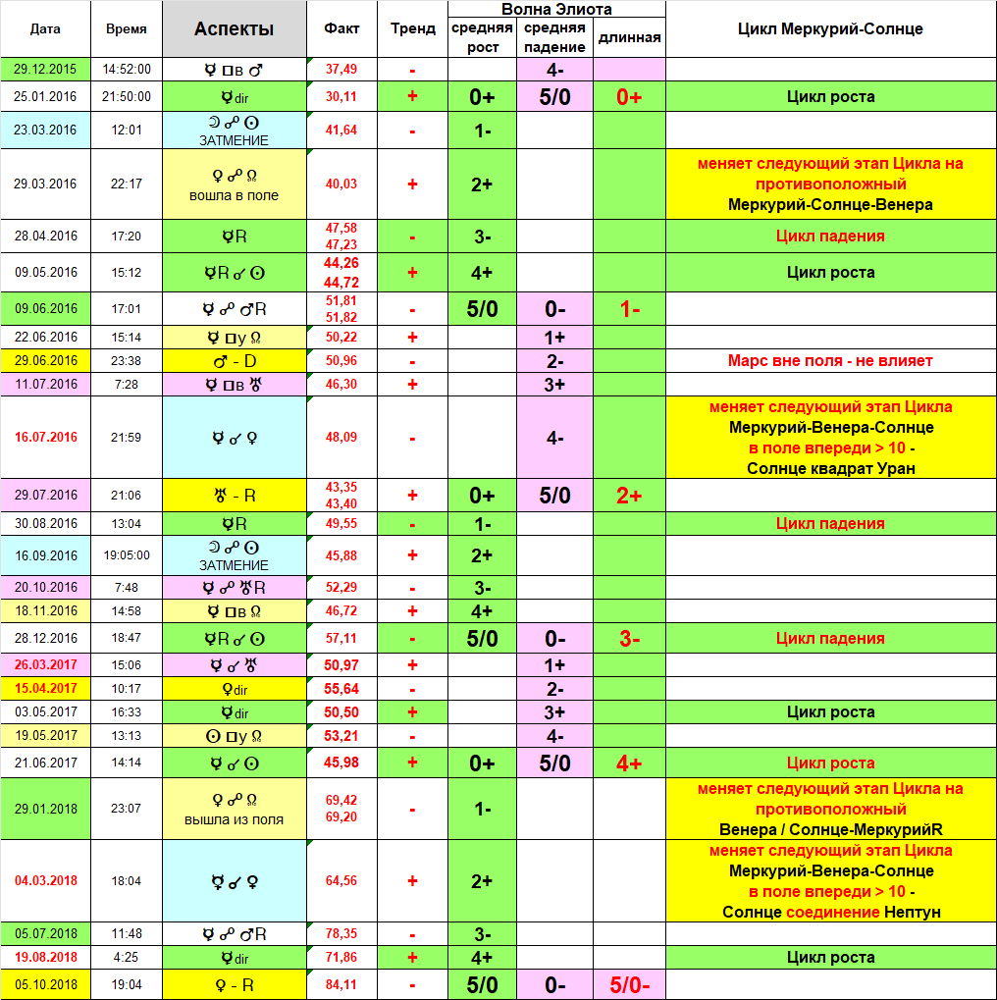 Дата Время Аспекты Факт Тренд Волна Элиота Цикл Меркурий-Солнце
средняя рост средняя падение длинная
29.12.2015 14:52:00 ☿ □в ♂ 37,49 - 4-
25.01.2016 21:50:00 ☿dir 30,11 + 0+ 5/0 0+ Цикл роста
23.03.2016 12:01 ☽ ☍ ☉ 41,64 - 1-
ЗАТМЕНИЕ
29.03.2016 22:17 ♀ ☍ ☊ 40,03 + 2+ меняет следующий этап Цикла на
вошла в поле противоположный
Меркурий-Солнце-Венера
28.04.2016 17:20 ☿R 47,58 - 3- Цикл падения
47,23
09.05.2016 15:12 ☿R ☌ ☉ 44,26 + 4+ Цикл роста
44,72
09.06.2016 17:01 ☿ ☍ ♂R 51,81 - 5/0 0- 1-
51,82
22.06.2016 15:14 ☿ □у ☊ 50,22 + 1+
29.06.2016 23:38 ♂ - D 50,96 - 2- Марс вне поля - не влияет
11.07.2016 7:28 ☿ □в ♅ 46,30 + 3+
16.07.2016 21:59 ☿ ☌ ♀ 48,09 - 4- меняет следующий этап Цикла
Меркурий-Венера-Солнце
в поле впереди > 10 -
Солнце квадрат Уран
29.07.2016 21:06 ♅ - R 43,35 + 0+ 5/0 2+
43,40
30.08.2016 13:04 ☿R 49,55 - 1- Цикл падения
16.09.2016 19:05:00 ☽ ☍ ☉ 45,88 + 2+
ЗАТМЕНИЕ
20.10.2016 7:48 ☿ ☍ ♅R 52,29 - 3-
18.11.2016 14:58 ☿ □в ☊ 46,72 + 4+
28.12.2016 18:47 ☿R ☌ ☉ 57,11 - 5/0 0- 3- Цикл падения
26.03.2017 15:06 ☿ ☌ ♅ 50,97 + 1+
15.04.2017 10:17 ♀dir 55,64 - 2-
03.05.2017 16:33 ☿dir 50,50 + 3+ Цикл роста
19.05.2017 13:13 ☉ □у ☊ 53,21 - 4-
21.06.2017 14:14 ☿ ☌ ☉ 45,98 + 0+ 5/0 4+ Цикл роста
29.01.2018 23:07 ♀ ☍ ☊ 69,42 - 1- меняет следующий этап Цикла на
вышла из поля 69,20 противоположный
Венера / Солнце-МеркурийR
04.03.2018 18:04 ☿ ☌ ♀ 64,56 + 2+ меняет следующий этап Цикла
Меркурий-Венера-Солнце
в поле впереди > 10 -
Солнце соединение Нептун
05.07.2018 11:48 ☿ ☍ ♂R 78,35 - 3-
19.08.2018 4:25 ☿dir 71,86 + 4+ Цикл роста
05.10.2018 19:04 ♀ - R 84,11 - 5/0 0- 5/0-